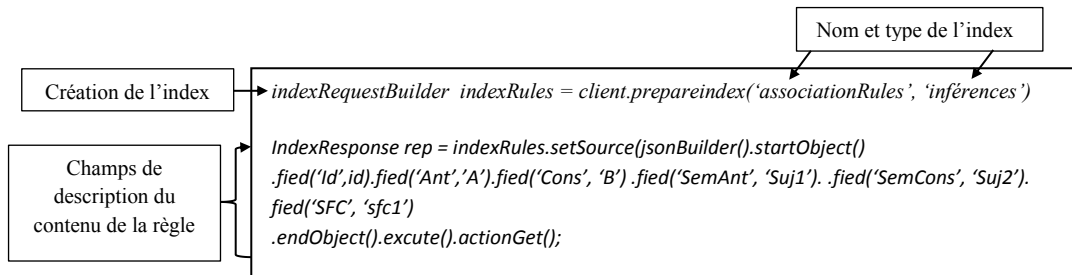 Nom et type de l’index
Création de l’index
indexRequestBuilder indexRules = client.prepareindex(‘associationRules’, ‘inférences’)
Champs de
description du
contenu de la règle
IndexResponse rep = indexRules.setSource(jsonBuilder().startObject()
.fied(‘Id’,id).fied(‘Ant’,’A’).fied(‘Cons’, ‘B’) .fied(‘SemAnt’, ‘Suj1’). .fied(‘SemCons’, ‘Suj2’).
fied(‘SFC’, ‘sfc1’)
.endObject().excute().actionGet();